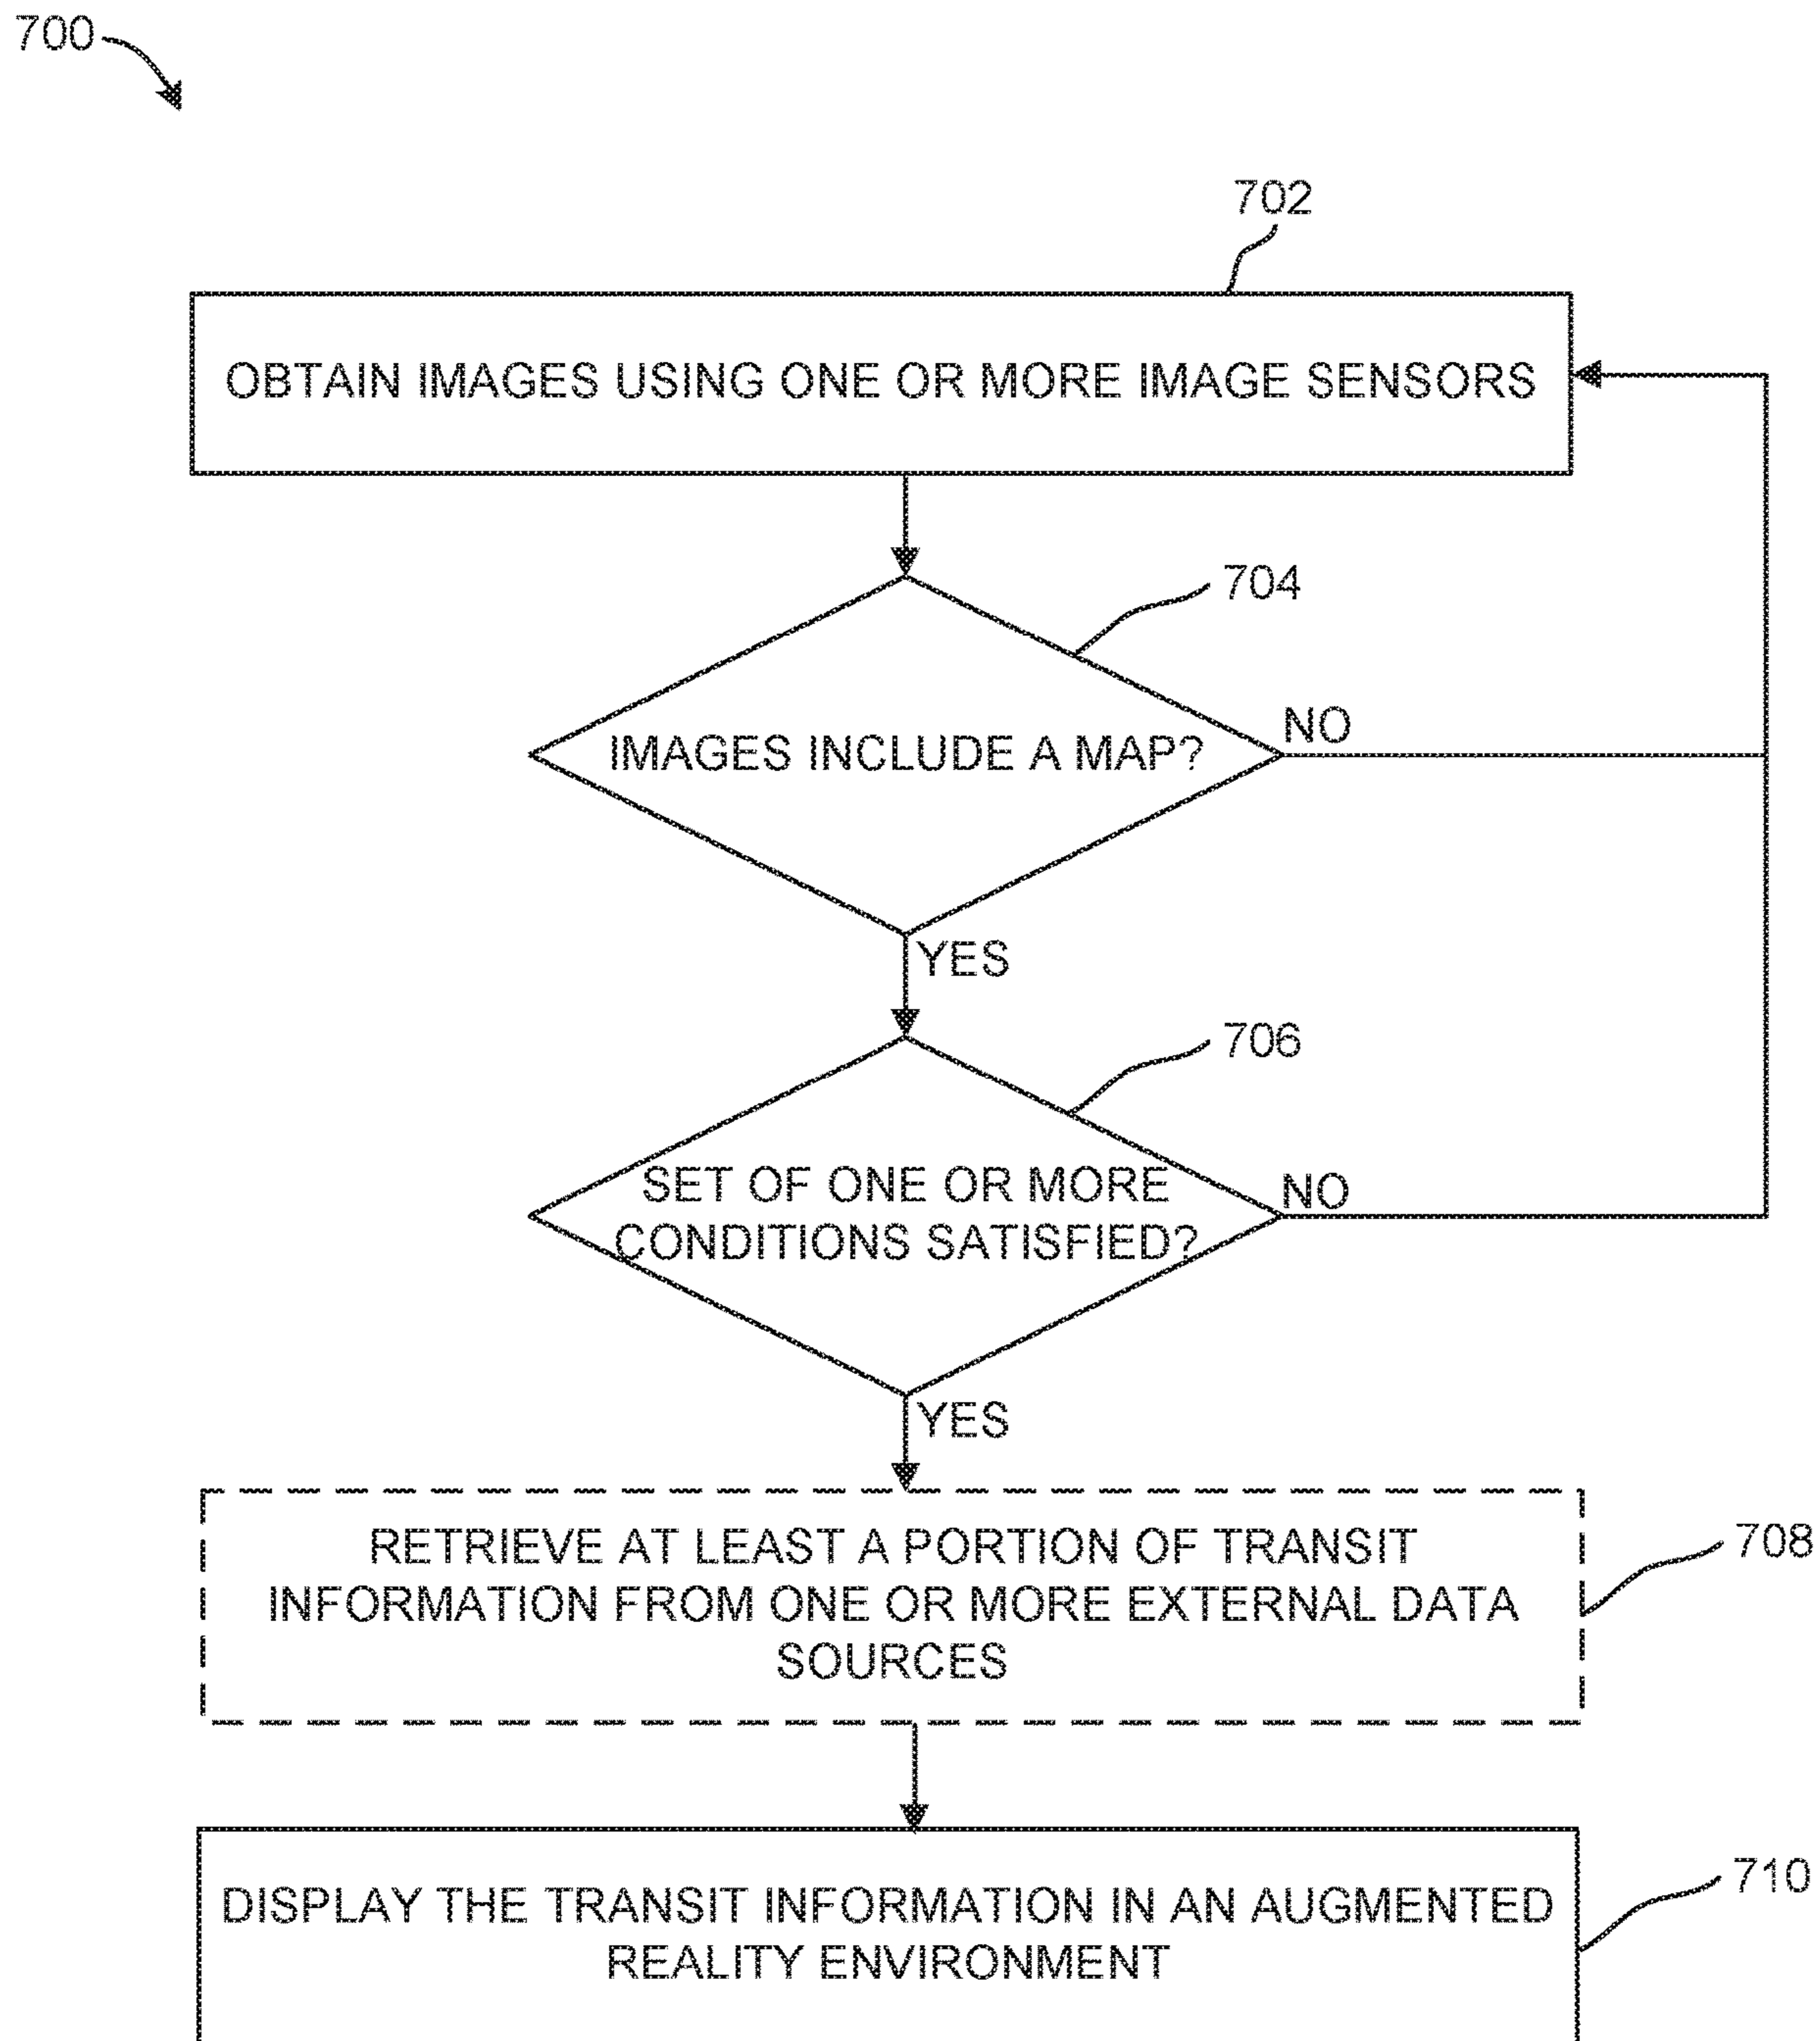 700
702
OBTAIN IMAGES USING ONE OR MORE IMAGE SENSORS
704
IMAGES INCLUDE A MAP?
NO
YES
706
SET OF ONE OR MORE
CONDITIONS SATISFIED?
NO
YES
RETRIEVE AT LEAST A PORTION OF TRANSIT
INFORMATION FROM ONE OR MORE EXTERNAL DATA
SOURCES
708
DISPLAY THE TRANSIT INFORMATION IN AN AUGMENTED
REALITY ENVIRONMENT
710